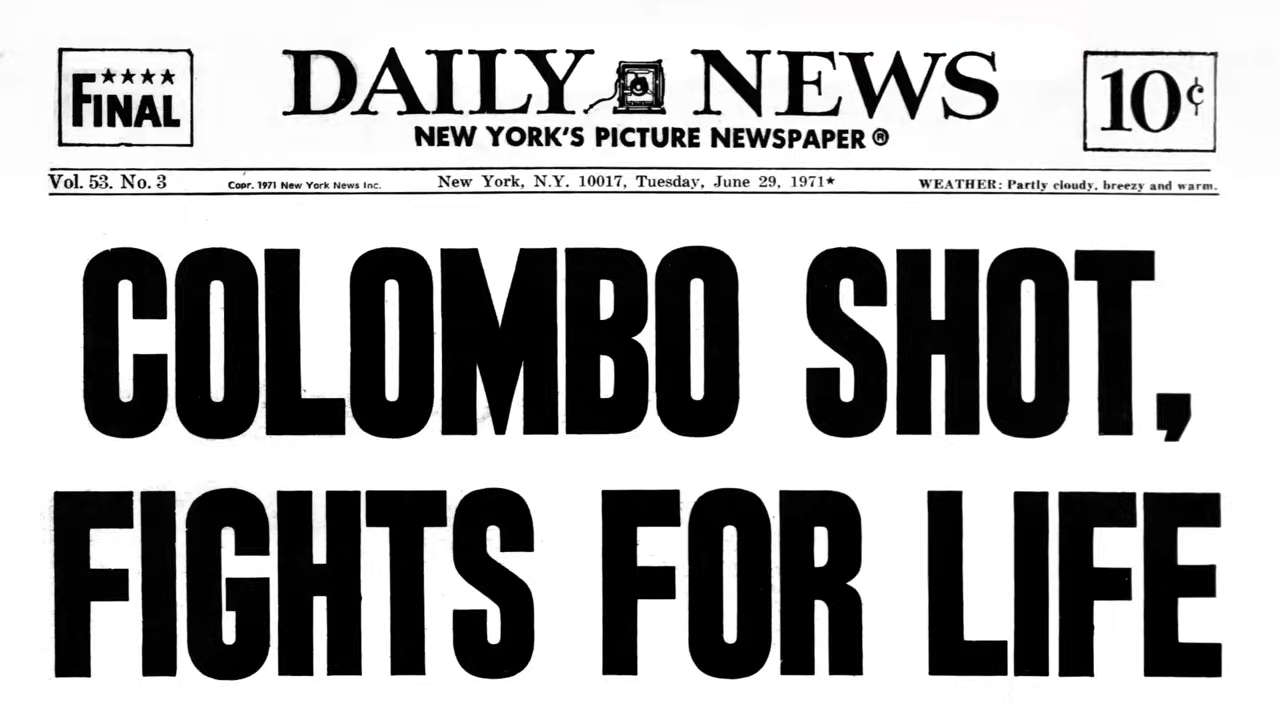 ★★★★
FINAL
DAILY NEWS
10¢
NEW YORK'S PICTURE NEWSPAPER ®
Vol. 53. No. 3 Copr. 1971 New York News Inc. New York, N.Y. 10017, Tuesday, June 29, 1971★ WEATHER: Partly cloudy, breezy and warm.
COLOMBO SHOT,
FIGHTS FOR LIFE